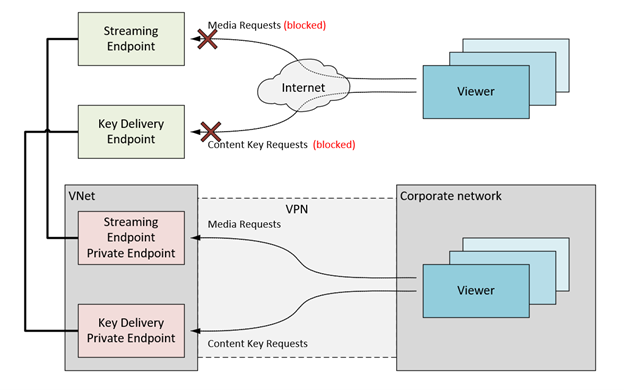 Streaming
Endpoint
Media Requests (blocked)
Internet
Viewer
Key Delivery
Endpoint
Content Key Requests (blocked)
VNet
VPN
Corporate network
Streaming
Endpoint
Private Endpoint
Media Requests
Viewer
Key Delivery
Private Endpoint
Content Key Requests